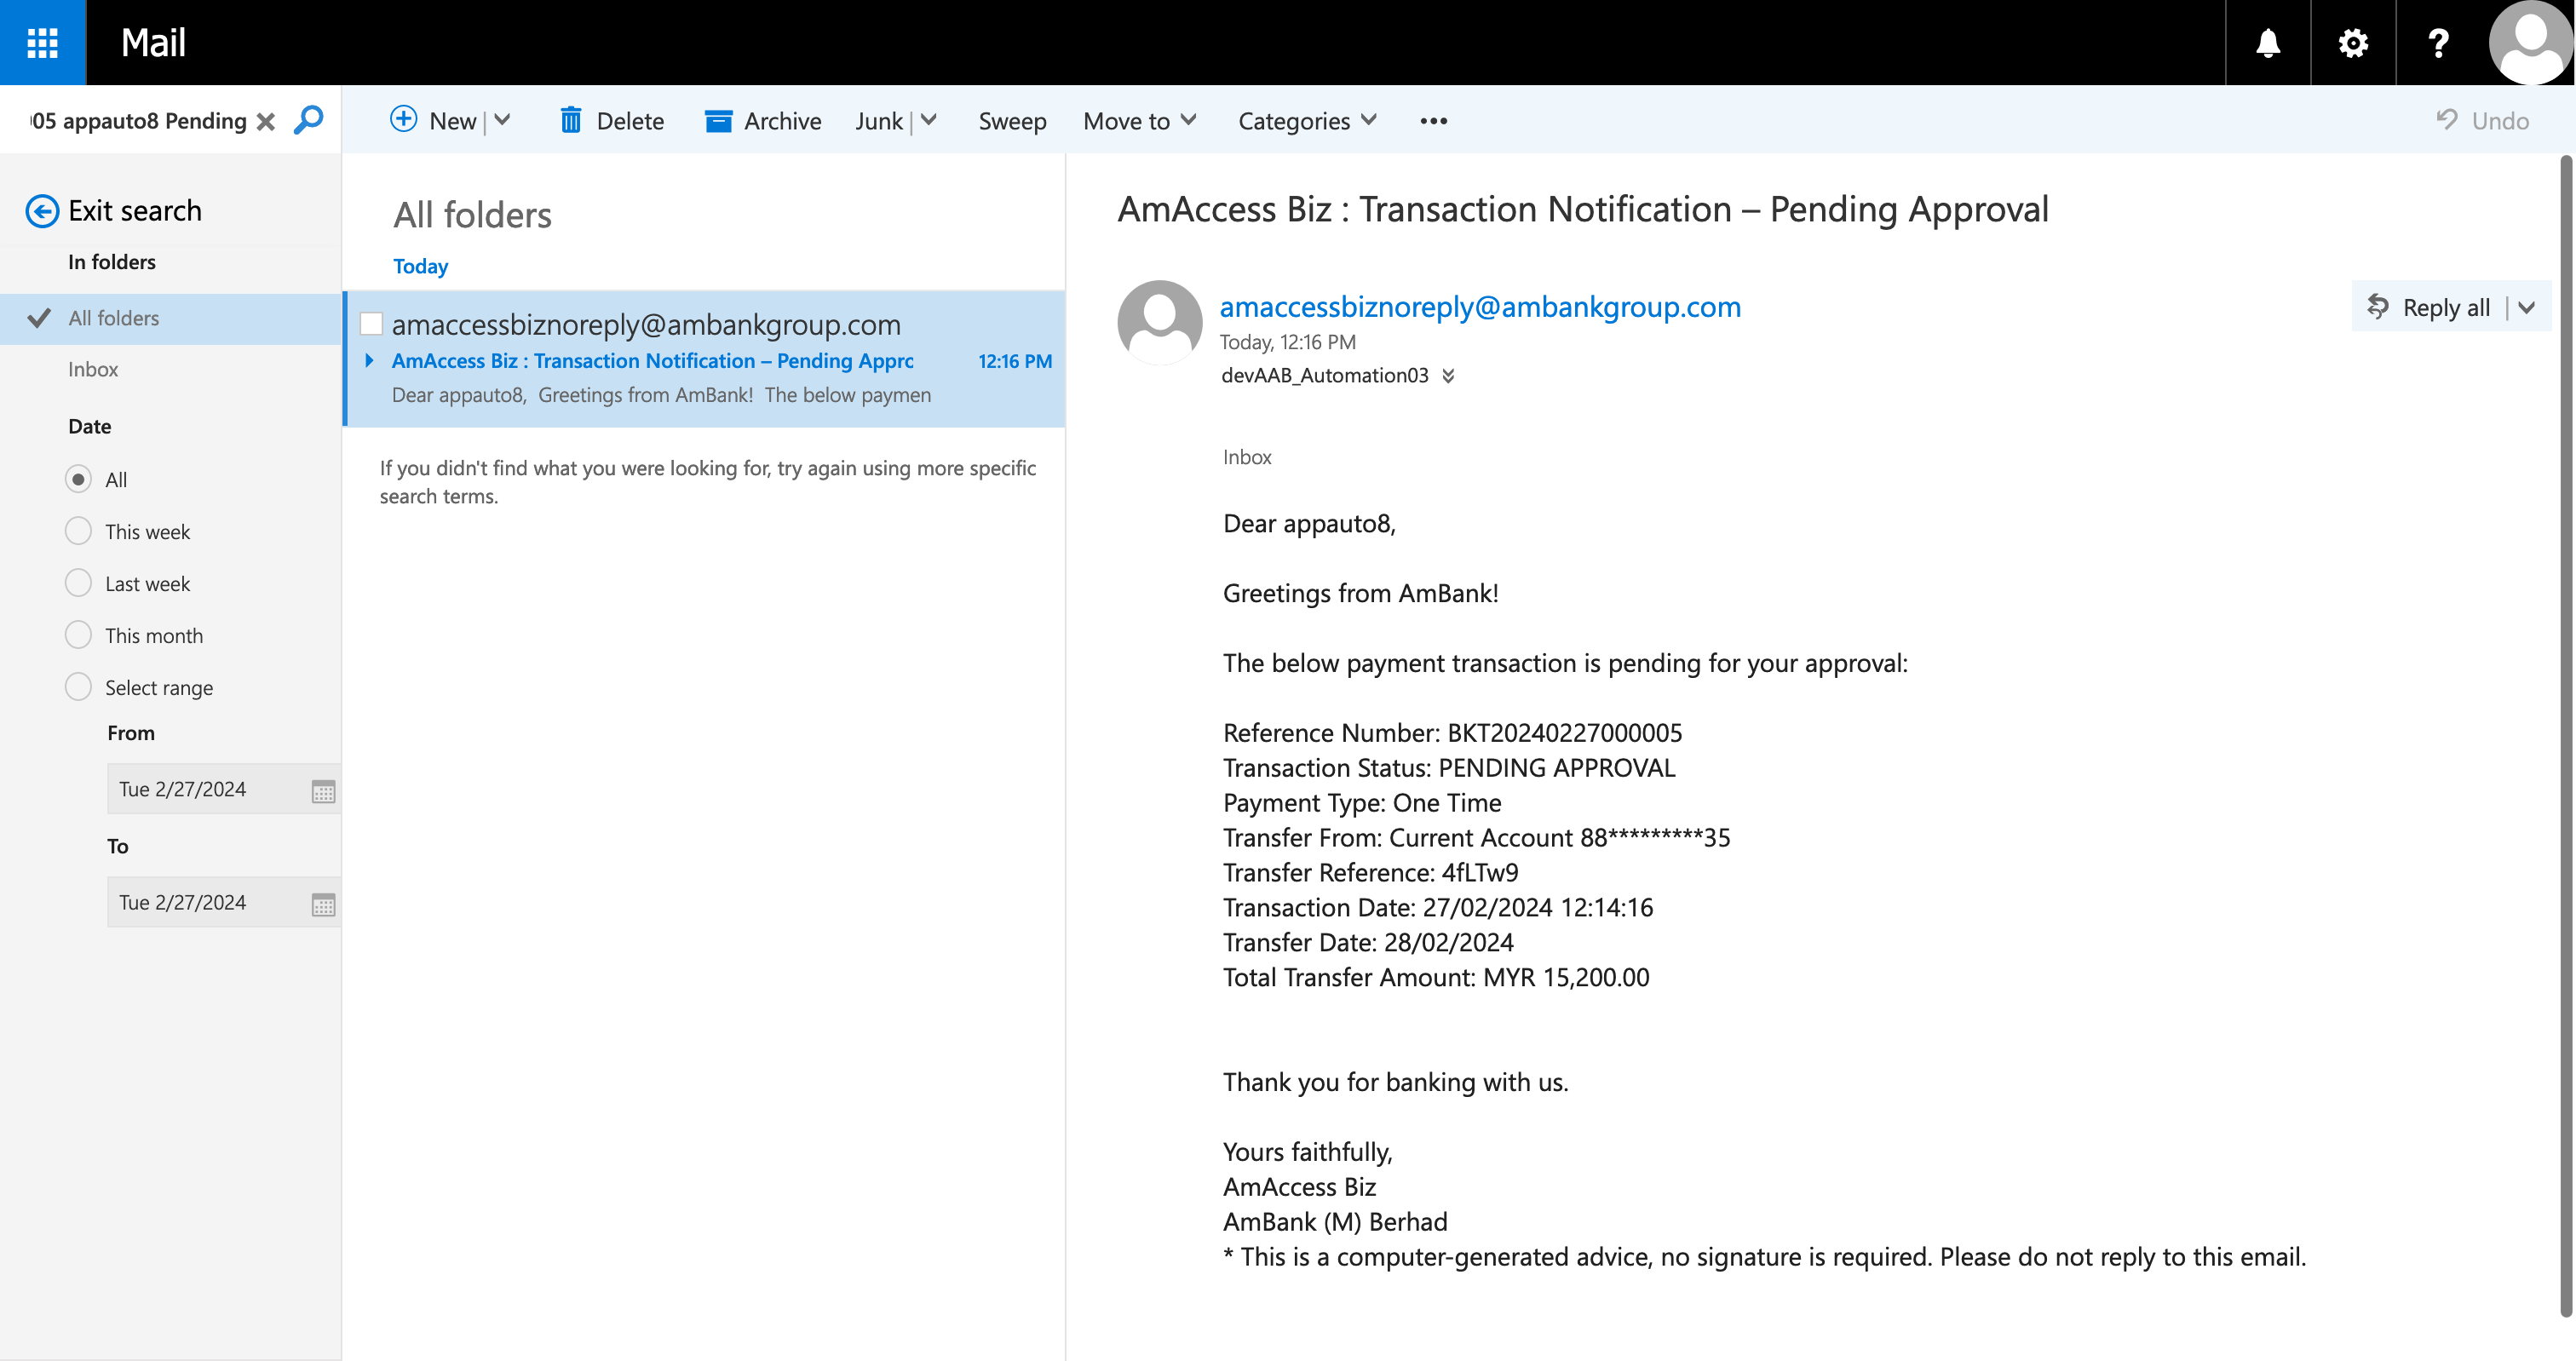 Mail
05 appauto8 Pending
New
Delete
Archive
Junk
Sweep
Move to
Categories
Undo
Exit search
In folders
All folders
Inbox
Date
All
This week
Last week
This month
Select range
From
Tue 2/27/2024
To
Tue 2/27/2024
All folders
Today
amaccessbiznoreply@ambankgroup.com
AmAccess Biz : Transaction Notification – Pending Appro 12:16 PM
Dear appauto8, Greetings from AmBank! The below paymen
If you didn't find what you were looking for, try again using more specific
search terms.
AmAccess Biz : Transaction Notification – Pending Approval
amaccessbiznoreply@ambankgroup.com
Reply all
Today, 12:16 PM
devAAB_Automation03
Inbox
Dear appauto8,
Greetings from AmBank!
The below payment transaction is pending for your approval:
Reference Number: BKT20240227000005
Transaction Status: PENDING APPROVAL
Payment Type: One Time
Transfer From: Current Account 88*********35
Transfer Reference: 4fLTw9
Transaction Date: 27/02/2024 12:14:16
Transfer Date: 28/02/2024
Total Transfer Amount: MYR 15,200.00
Thank you for banking with us.
Yours faithfully,
AmAccess Biz
AmBank (M) Berhad
* This is a computer-generated advice, no signature is required. Please do not reply to this email.